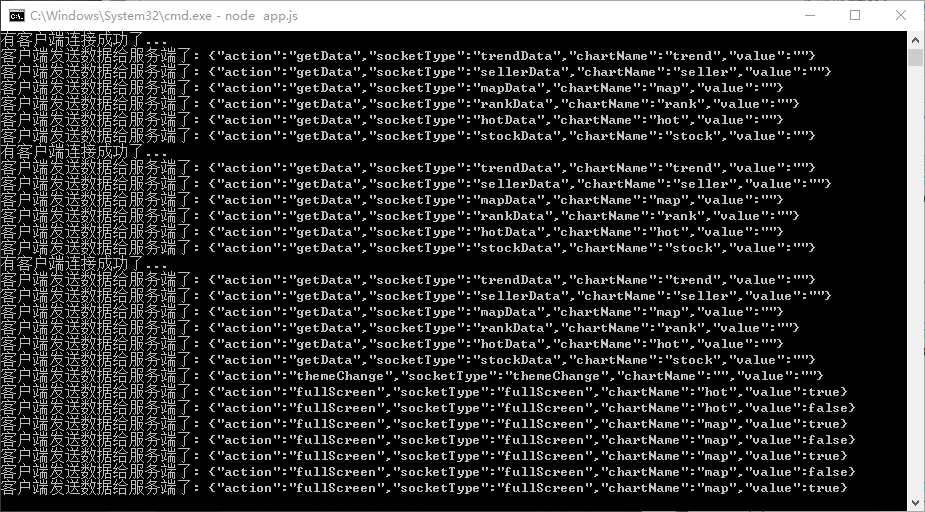 C:\Windows\System32\cmd.exe - node  app.js
有客户端连接成功了...
客户端发送数据给服务端了: {"action":"getData","socketType":"trendData","chartName":"trend","value":""}
客户端发送数据给服务端了: {"action":"getData","socketType":"sellerData","chartName":"seller","value":""}
客户端发送数据给服务端了: {"action":"getData","socketType":"mapData","chartName":"map","value":""}
客户端发送数据给服务端了: {"action":"getData","socketType":"rankData","chartName":"rank","value":""}
客户端发送数据给服务端了: {"action":"getData","socketType":"hotData","chartName":"hot","value":""}
客户端发送数据给服务端了: {"action":"getData","socketType":"stockData","chartName":"stock","value":""}
有客户端连接成功了...
客户端发送数据给服务端了: {"action":"getData","socketType":"trendData","chartName":"trend","value":""}
客户端发送数据给服务端了: {"action":"getData","socketType":"sellerData","chartName":"seller","value":""}
客户端发送数据给服务端了: {"action":"getData","socketType":"mapData","chartName":"map","value":""}
客户端发送数据给服务端了: {"action":"getData","socketType":"rankData","chartName":"rank","value":""}
客户端发送数据给服务端了: {"action":"getData","socketType":"hotData","chartName":"hot","value":""}
客户端发送数据给服务端了: {"action":"getData","socketType":"stockData","chartName":"stock","value":""}
有客户端连接成功了...
客户端发送数据给服务端了: {"action":"getData","socketType":"trendData","chartName":"trend","value":""}
客户端发送数据给服务端了: {"action":"getData","socketType":"sellerData","chartName":"seller","value":""}
客户端发送数据给服务端了: {"action":"getData","socketType":"mapData","chartName":"map","value":""}
客户端发送数据给服务端了: {"action":"getData","socketType":"rankData","chartName":"rank","value":""}
客户端发送数据给服务端了: {"action":"getData","socketType":"hotData","chartName":"hot","value":""}
客户端发送数据给服务端了: {"action":"getData","socketType":"stockData","chartName":"stock","value":""}
客户端发送数据给服务端了: {"action":"themeChange","socketType":"themeChange","chartName":"","value":""}
客户端发送数据给服务端了: {"action":"fullScreen","socketType":"fullScreen","chartName":"hot","value":true}
客户端发送数据给服务端了: {"action":"fullScreen","socketType":"fullScreen","chartName":"hot","value":false}
客户端发送数据给服务端了: {"action":"fullScreen","socketType":"fullScreen","chartName":"map","value":true}
客户端发送数据给服务端了: {"action":"fullScreen","socketType":"fullScreen","chartName":"map","value":false}
客户端发送数据给服务端了: {"action":"fullScreen","socketType":"fullScreen","chartName":"map","value":true}
客户端发送数据给服务端了: {"action":"fullScreen","socketType":"fullScreen","chartName":"map","value":false}
客户端发送数据给服务端了: {"action":"fullScreen","socketType":"fullScreen","chartName":"map","value":true}